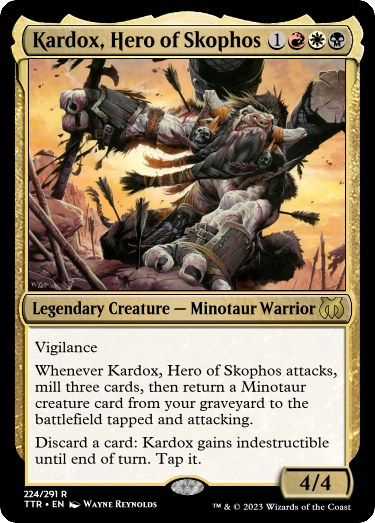 Kardox, Hero of Skophos 1
Legendary Creature — Minotaur Warrior
Vigilance
Whenever Kardox, Hero of Skophos attacks,
mill three cards, then return a Minotaur
creature card from your graveyard to the
battlefield tapped and attacking.
Discard a card: Kardox gains indestructible
until end of turn. Tap it.
4/4
224/291 R
TTR • EN Wayne Reynolds
™ & © 2023 Wizards of the Coast